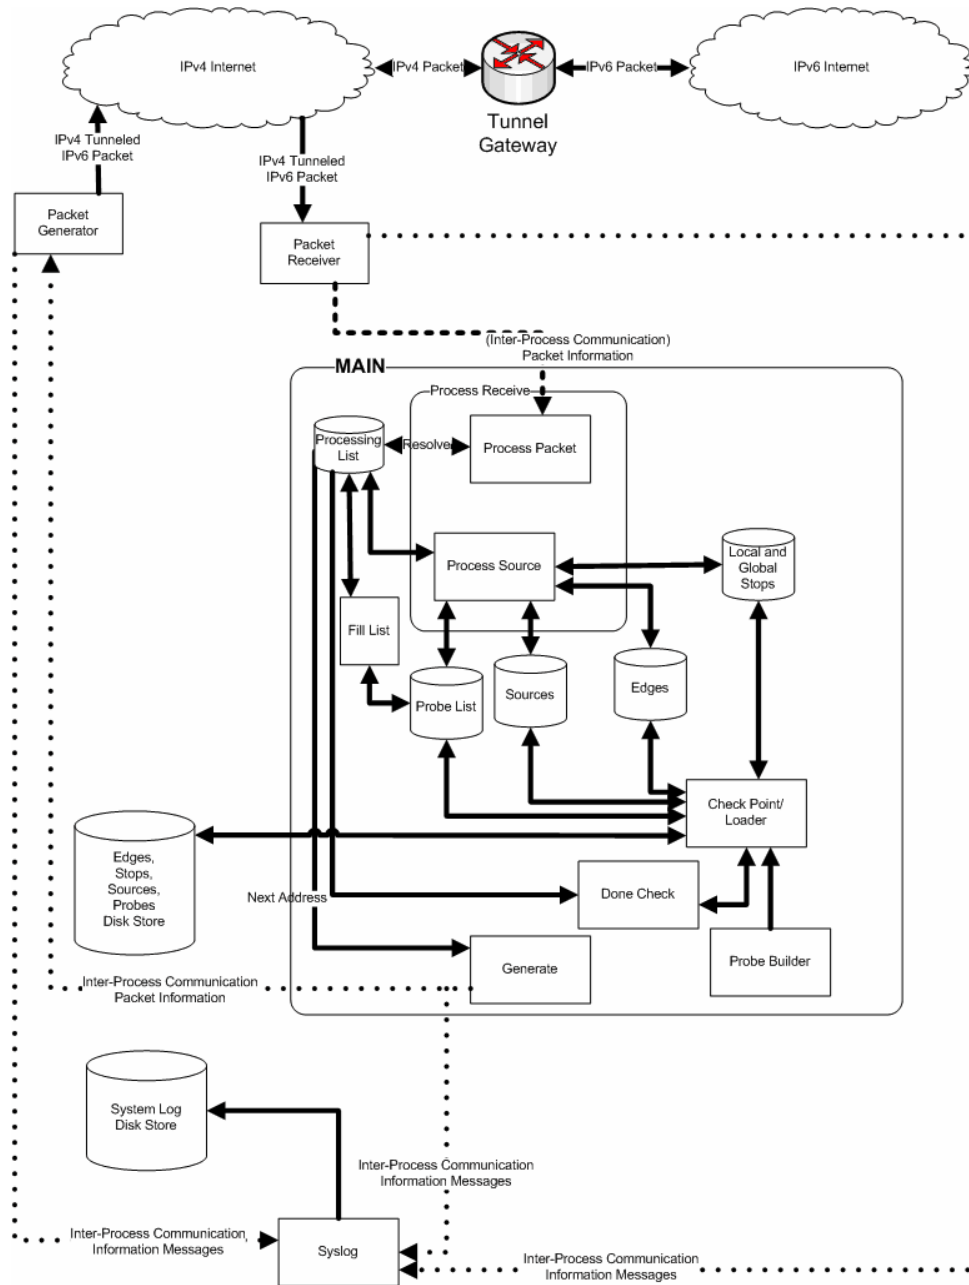 IPv4 Internet
IPv4 Packet
IPv6 Packet
IPv6 Internet
Tunnel
Gateway
IPv4 Tunneled
IPv6 Packet
IPv4 Tunneled
IPv6 Packet
Packet
Generator
Packet
Receiver
(Inter-Process Communication)
Packet Information
MAIN
Process Receive
Processing
List
Resolve
Process Packet
Process Source
Local and
Global
Stops
Fill List
Probe List
Sources
Edges
Check Point/
Loader
Edges,
Stops,
Sources,
Probes
Disk Store
Next Address
Done Check
Generate
Probe Builder
Inter-Process Communication
Packet Information
System Log
Disk Store
Inter-Process Communication
Information Messages
Inter-Process Communication
Information Messages
Syslog
Inter-Process Communication
Information Messages